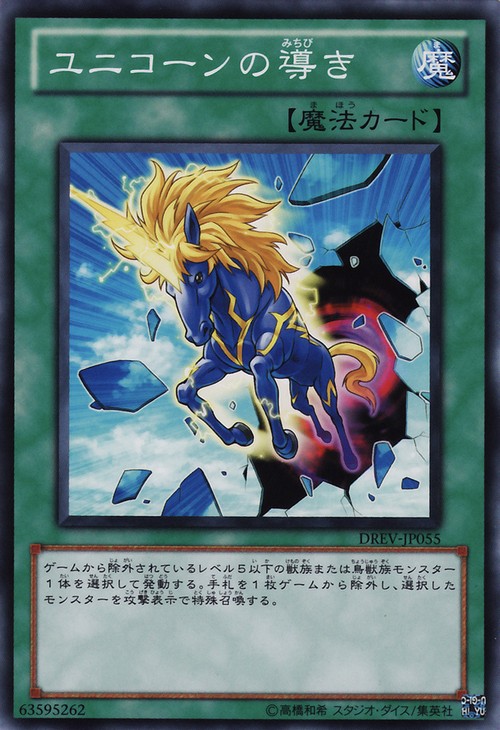 ユニコーンの導き
魔
【魔法カード】
DREV-JP055
ゲームから除外されているレベル5以下の獣族または鳥獣族モンスター
1体を選択して発動する。手札を1枚ゲームから除外し、選択した
モンスターを攻撃表示で特殊召喚する。
63595262
©高橋和希 スタジオ・ダイス/集英社